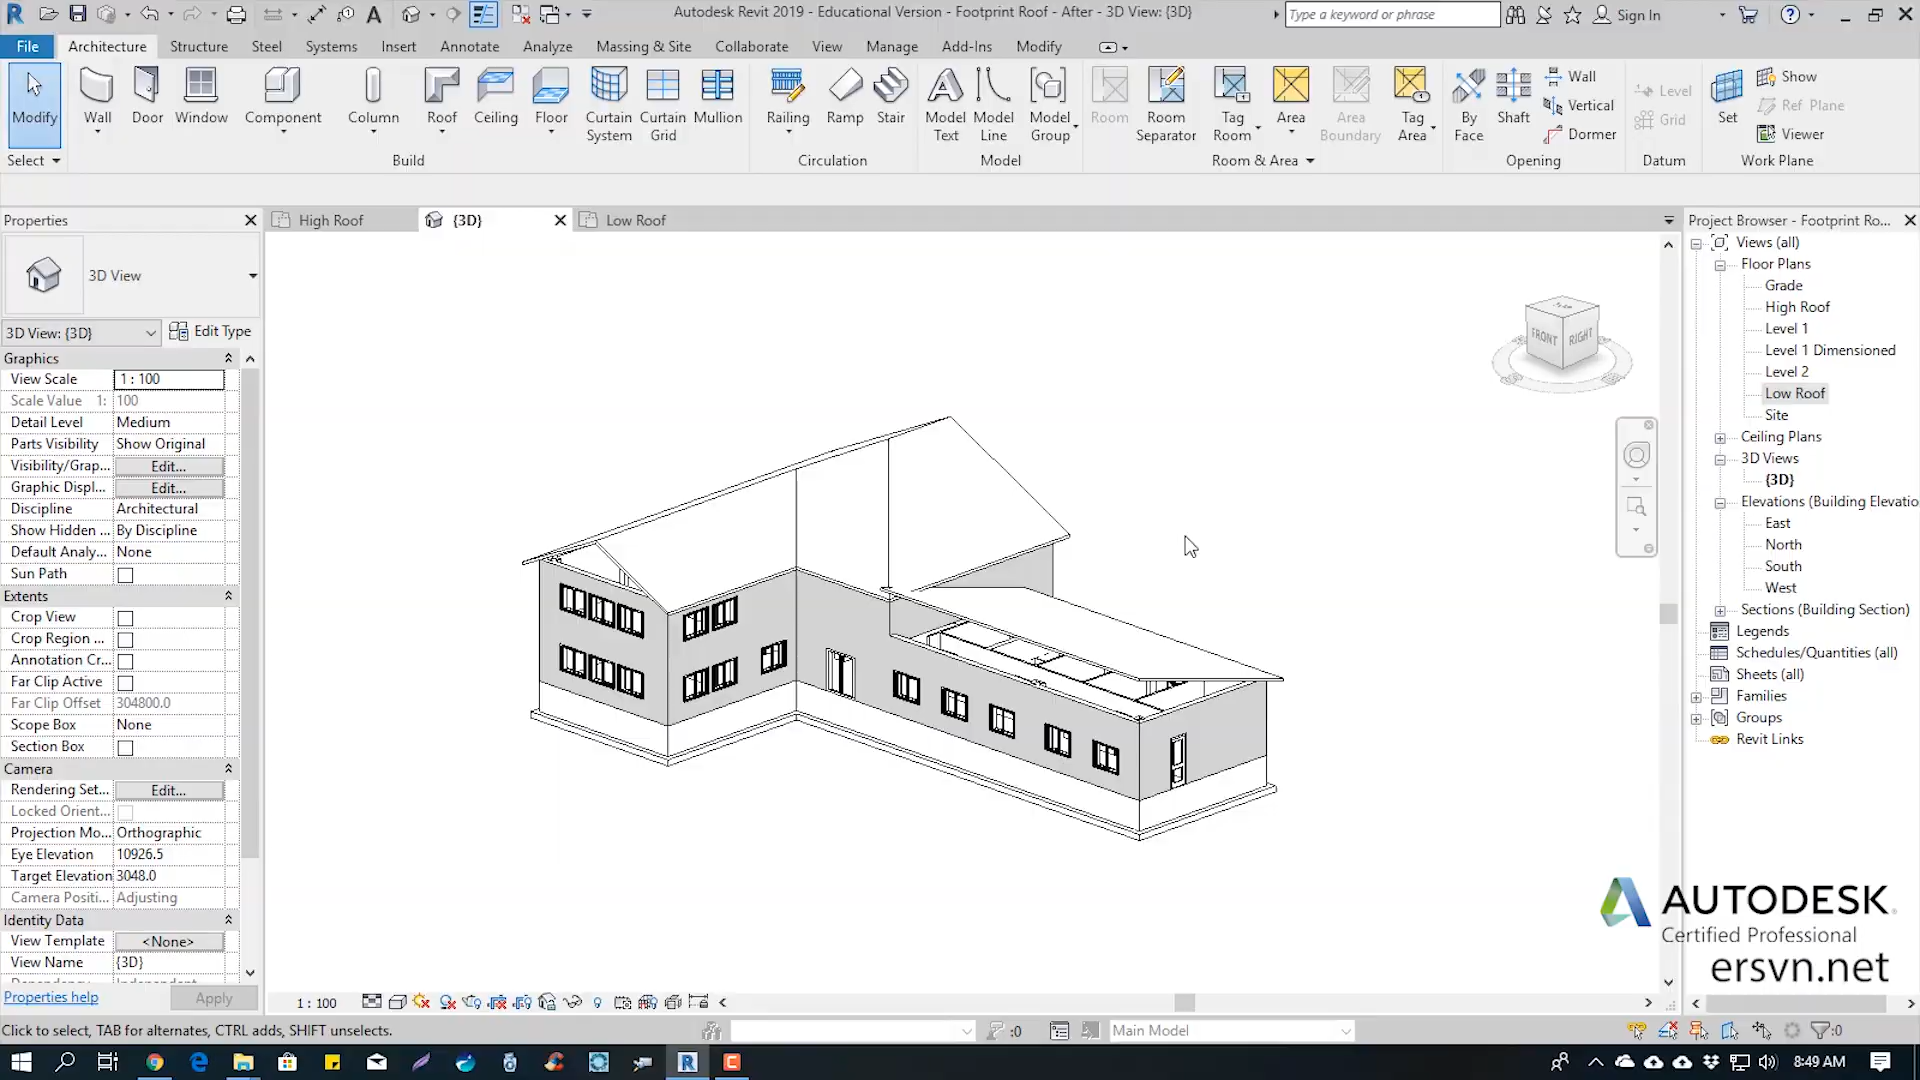 Autodesk Revit 2019 - Educational Version - Footprint Roof - After - 3D View: {3D}
Type a keyword or phrase
Sign In
File Architecture Structure Steel Systems Insert Annotate Analyze Massing & Site Collaborate View Manage Add-Ins Modify
Modify Wall Door Window Component Column Roof Ceiling Floor Curtain System Curtain Grid Mullion Railing Ramp Stair Model Text Model Line Model Group Room Room Separator Tag Room Area Area Boundary Tag Area By Face Shaft Wall Vertical Dormer Level Grid Set Show Ref Plane Viewer
Select Build Circulation Model Room & Area Opening Datum Work Plane
Properties
High Roof {3D} Low Roof
3D View
3D View: {3D} Edit Type
Graphics
View Scale 1 : 100
Scale Value 1: 100
Detail Level Medium
Parts Visibility Show Original
Visibility/Grap... Edit...
Graphic Displ... Edit...
Discipline Architectural
Show Hidden ... By Discipline
Default Analy... None
Sun Path
Extents
Crop View
Crop Region ...
Annotation Cr...
Far Clip Active
Far Clip Offset 304800.0
Scope Box None
Section Box
Camera
Rendering Set... Edit...
Locked Orient...
Projection Mo... Orthographic
Eye Elevation 10926.5
Target Elevation 3048.0
Camera Positi... Adjusting
Identity Data
View Template <None>
View Name {3D}
Properties help Apply
FRONT RIGHT
Project Browser - Footprint Ro...
Views (all)
Floor Plans
Grade
High Roof
Level 1
Level 1 Dimensioned
Level 2
Low Roof
Site
Ceiling Plans
3D Views
{3D}
Elevations (Building Elevatio
East
North
South
West
Sections (Building Section)
Legends
Schedules/Quantities (all)
Sheets (all)
Families
Groups
Revit Links
AUTODESK
Certified Professional
ersvn.net
1 : 100
Click to select, TAB for alternates, CTRL adds, SHIFT unselects.
:0
Main Model
:0
8:49 AM